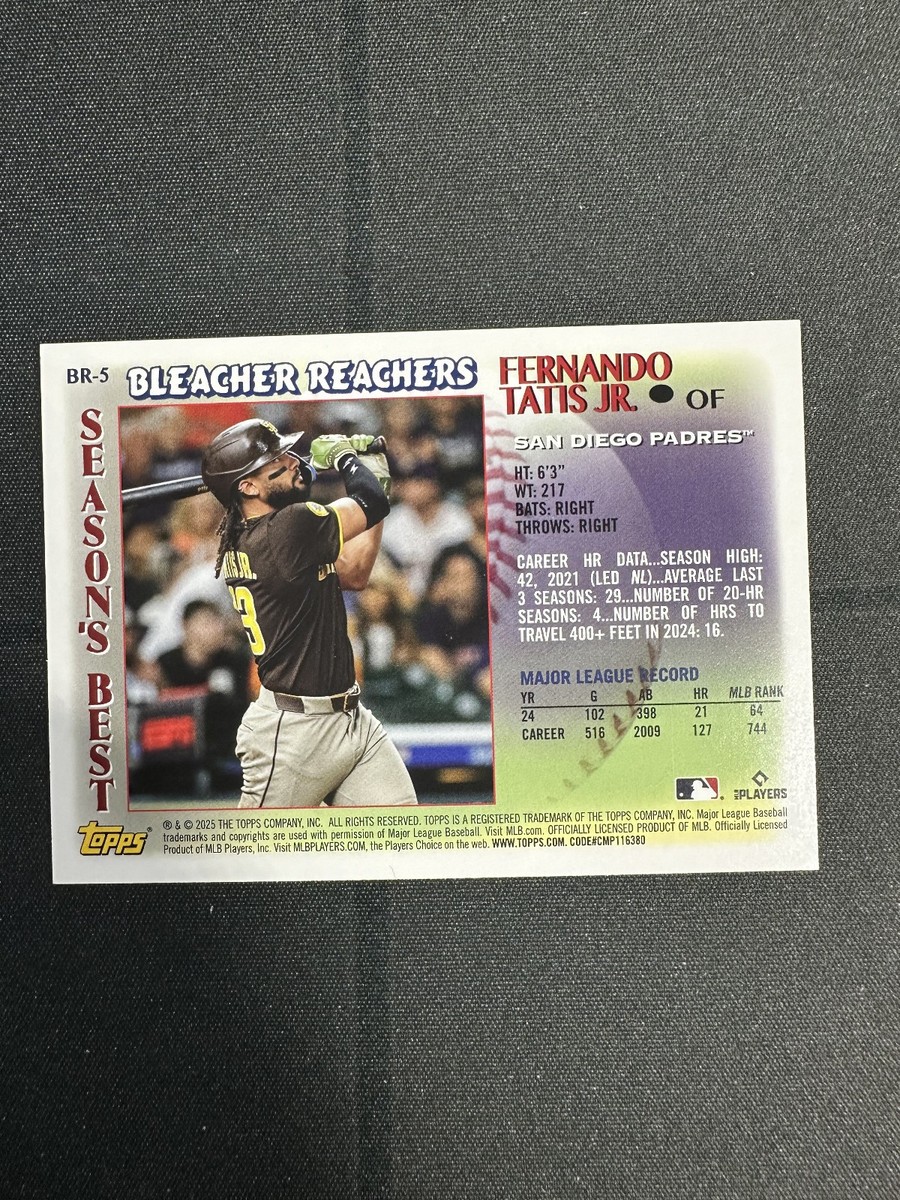 BR-5
BLEACHER REACHERS
SEASON'S BEST
FERNANDO
TATIS JR. ● OF
SAN DIEGO PADRES™
HT: 6'3"
WT: 217
BATS: RIGHT
THROWS: RIGHT
CAREER HR DATA...SEASON HIGH:
42, 2021 (LED NL)...AVERAGE LAST
3 SEASONS: 29...NUMBER OF 20-HR
SEASONS: 4...NUMBER OF HRS TO
TRAVEL 400+ FEET IN 2024: 16.
MAJOR LEAGUE RECORD
YR G AB HR MLB RANK
24 102 398 21 64
CAREER 516 2009 127 744
TATIS JR.
23
ESPN
MLB PLAYERS
Topps®
® & © 2025 THE TOPPS COMPANY, INC. ALL RIGHTS RESERVED. TOPPS IS A REGISTERED TRADEMARK OF THE TOPPS COMPANY, INC. Major League Baseball
trademarks and copyrights are used with permission of Major League Baseball. Visit MLB.com. OFFICIALLY LICENSED PRODUCT OF MLB. Officially Licensed
Product of MLB Players, Inc. Visit MLBPLAYERS.COM, the Players Choice on the web. WWW.TOPPS.COM. CODE#CMP116380